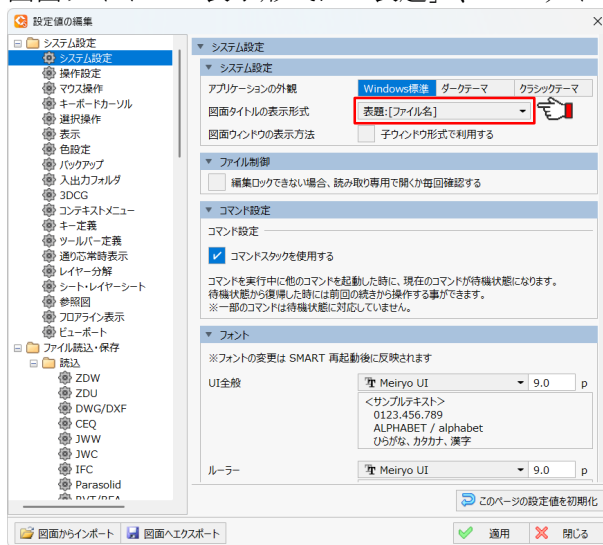 設定値の編集
システム設定
システム設定
操作設定
マウス操作
キーボードカーソル
選択操作
表示
色設定
バックアップ
入出力フォルダ
3DCG
コンテキストメニュー
キー定義
ツールバー定義
通り芯常時表示
レイヤー分解
シート・レイヤーシート
参照図
フロアライン表示
ビューポート
ファイル読込・保存
読込
ZDW
ZDU
DWG/DXF
CEQ
JWW
JWC
IFC
Parasolid
システム設定
システム設定
アプリケーションの外観 Windows標準 ダークテーマ クラシックテーマ
図面タイトルの表示形式 表題:[ファイル名]
図面ウィンドウの表示方法 子ウィンドウ形式で利用する
ファイル制御
編集ロックできない場合、読み取り専用で開くか毎回確認する
コマンド設定
コマンド設定
コマンドスタックを使用する
コマンドを実行中に他のコマンドを起動した時に、現在のコマンドが待機状態になります。
待機状態から復帰した時には前回の続きから操作する事ができます。
※一部のコマンドは待機状態に対応していません。
フォント
※フォントの変更は SMART 再起動後に反映されます
UI全般 Meiryo UI 9.0 p
<サンプルテキスト>
0123.456.789
ALPHABET / alphabet
ひらがな、カタカナ、漢字
ルーラー Meiryo UI 9.0 p
このページの設定値を初期化
図面からインポート 図面へエクスポート 適用 閉じる